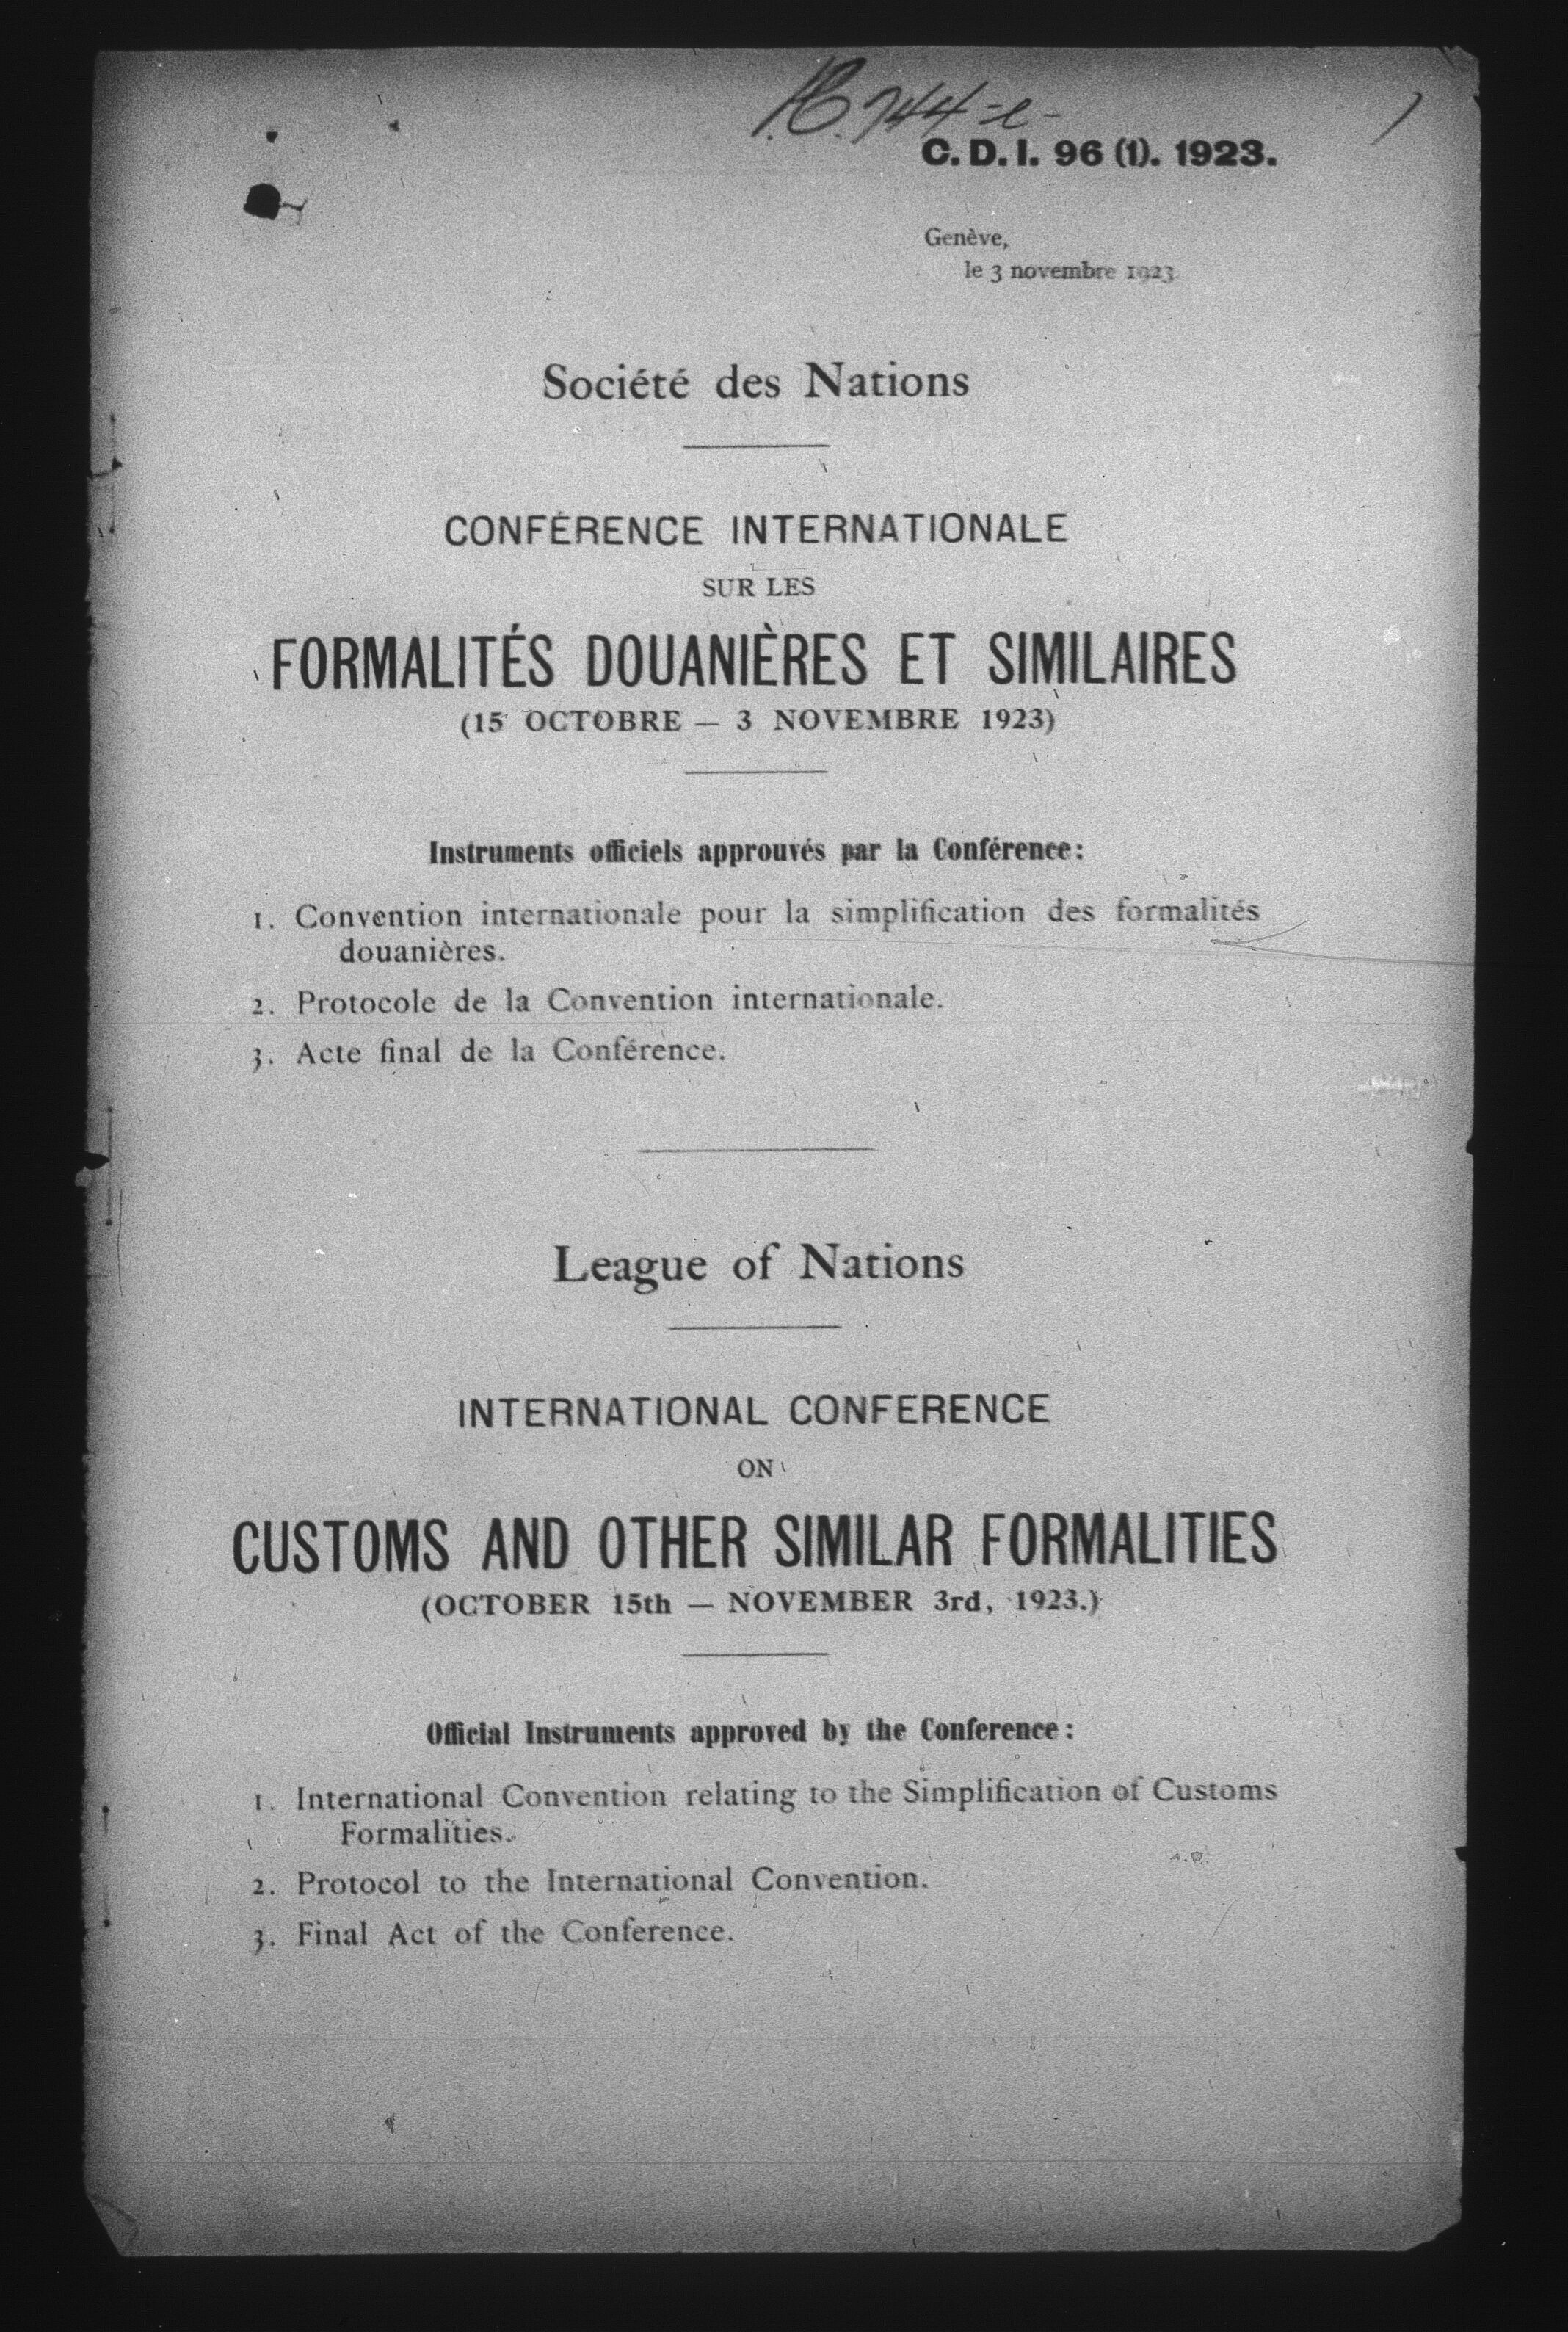 C. D. I. 96 (1). 1923.
Genève,
le 3 novembre 1923
Société des Nations
CONFÉRENCE INTERNATIONALE
SUR LES
FORMALITÉS DOUANIÈRES ET SIMILAIRES
(15 OCTOBRE — 3 NOVEMBRE 1923)
Instruments officiels approuvés par la Conférence:
1. Convention internationale pour la simplification des formalités
douanières.
2. Protocole de la Convention internationale.
3. Acte final de la Conférence.
League of Nations
INTERNATIONAL CONFERENCE
ON
CUSTOMS AND OTHER SIMILAR FORMALITIES
(OCTOBER 15th — NOVEMBER 3rd, 1923.)
Official Instruments approved by the Conference:
1. International Convention relating to the Simplification of Customs
Formalities.
2. Protocol to the International Convention.
3. Final Act of the Conference.